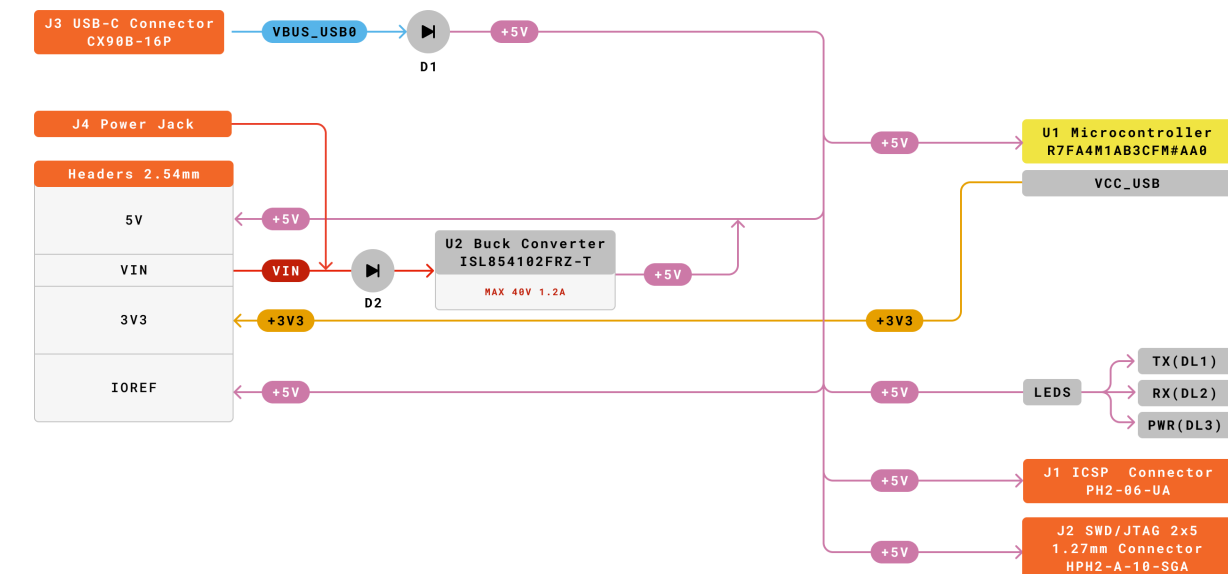 J3 USB-C Connector
CX90B-16P
VBUS_USB0
D1
+5V
J4 Power Jack
Headers 2.54mm
5V
+5V
VIN
VIN
D2
U2 Buck Converter
ISL854102FRZ-T
MAX 40V 1.2A
+5V
3V3
+3V3
+3V3
IOREF
+5V
+5V
U1 Microcontroller
R7FA4M1AB3CFM#AA0
VCC_USB
+5V
LEDS
TX(DL1)
RX(DL2)
PWR(DL3)
+5V
J1 ICSP  Connector
PH2-06-UA
+5V
J2 SWD/JTAG 2x5
1.27mm Connector
HPH2-A-10-SGA